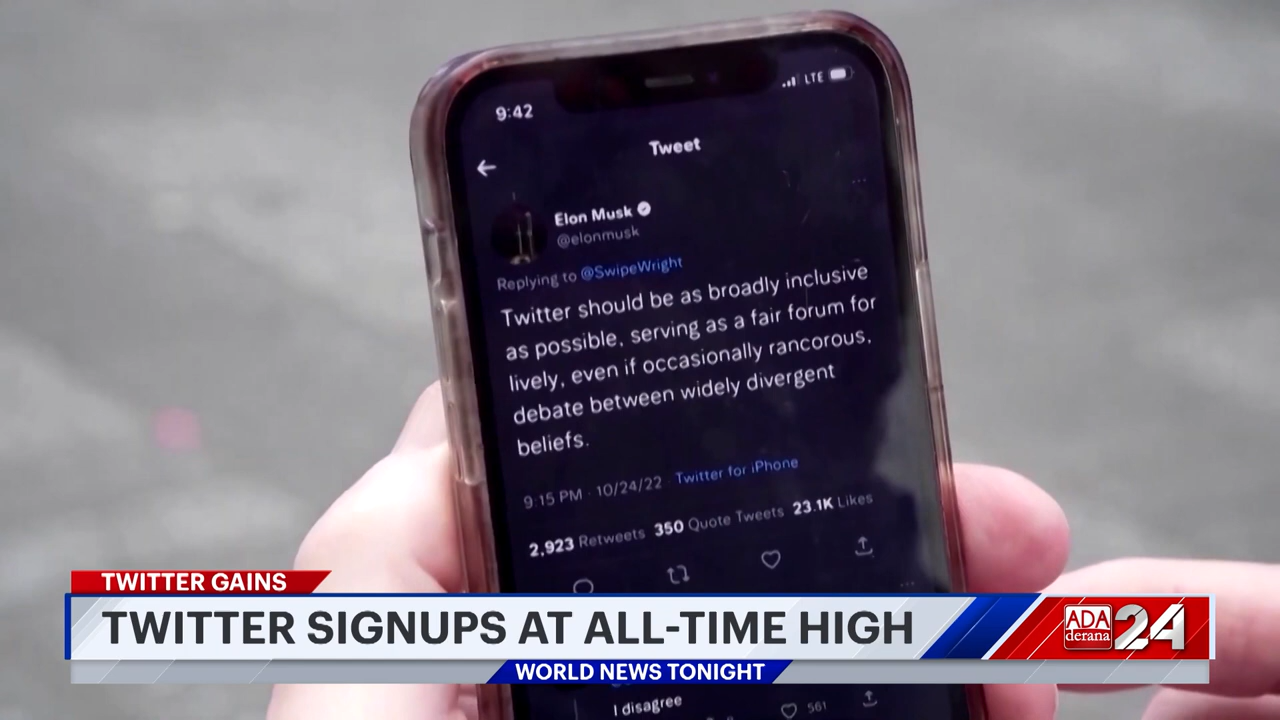 9:42
LTE
Tweet
Elon Musk
@elonmusk
Replying to @SwipeWright
Twitter should be as broadly inclusive
as possible, serving as a fair forum for
lively, even if occasionally rancorous,
debate between widely divergent
beliefs.
9:15 PM · 10/24/22 Twitter for iPhone
2,923 Retweets 350 Quote Tweets 23.1K Likes
TWITTER GAINS
TWITTER SIGNUPS AT ALL-TIME HIGH
ADA
derana
24
WORLD NEWS TONIGHT
I disagree
561